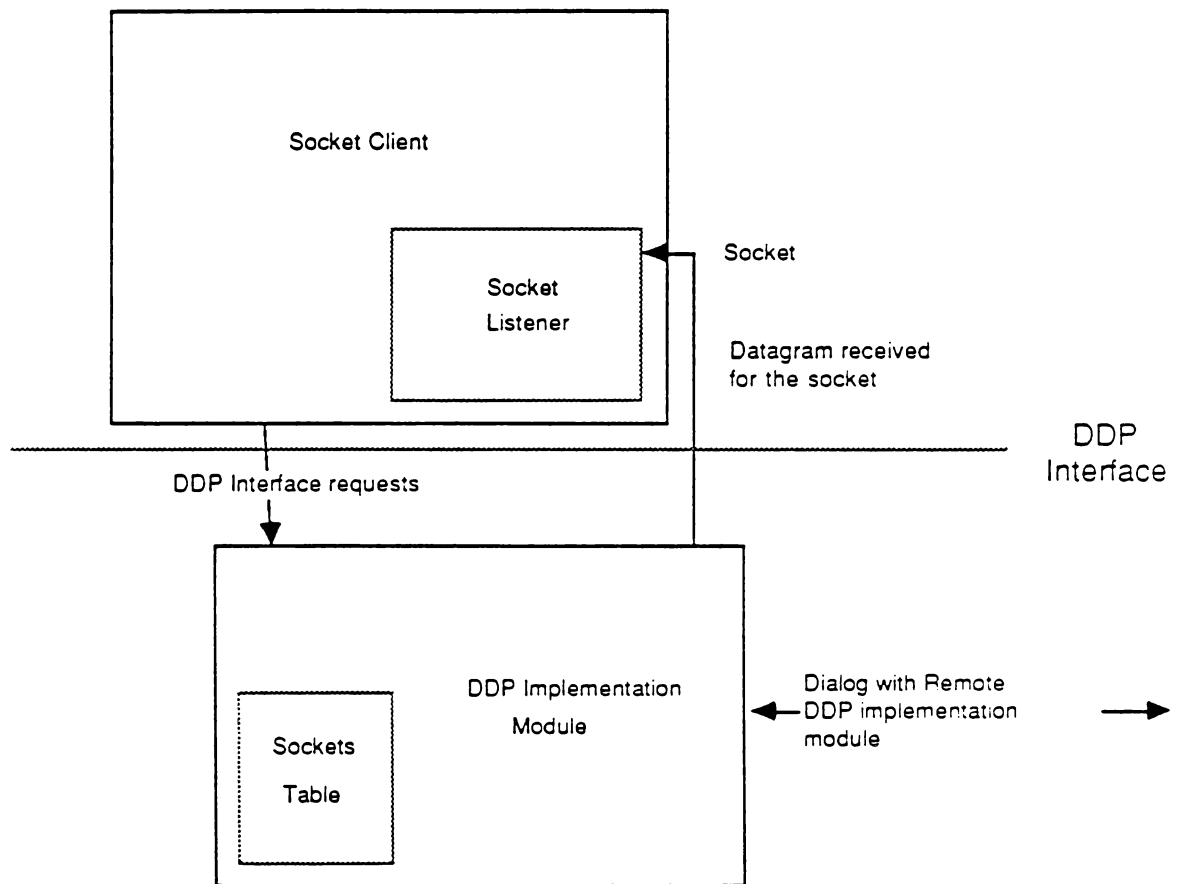 Socket Client
Socket
Listener
Socket
Datagram received
for the socket
DDP
Interface
DDP Interface requests
DDP Implementation
Module
Sockets
Table
Dialog with Remote
DDP implementation
module